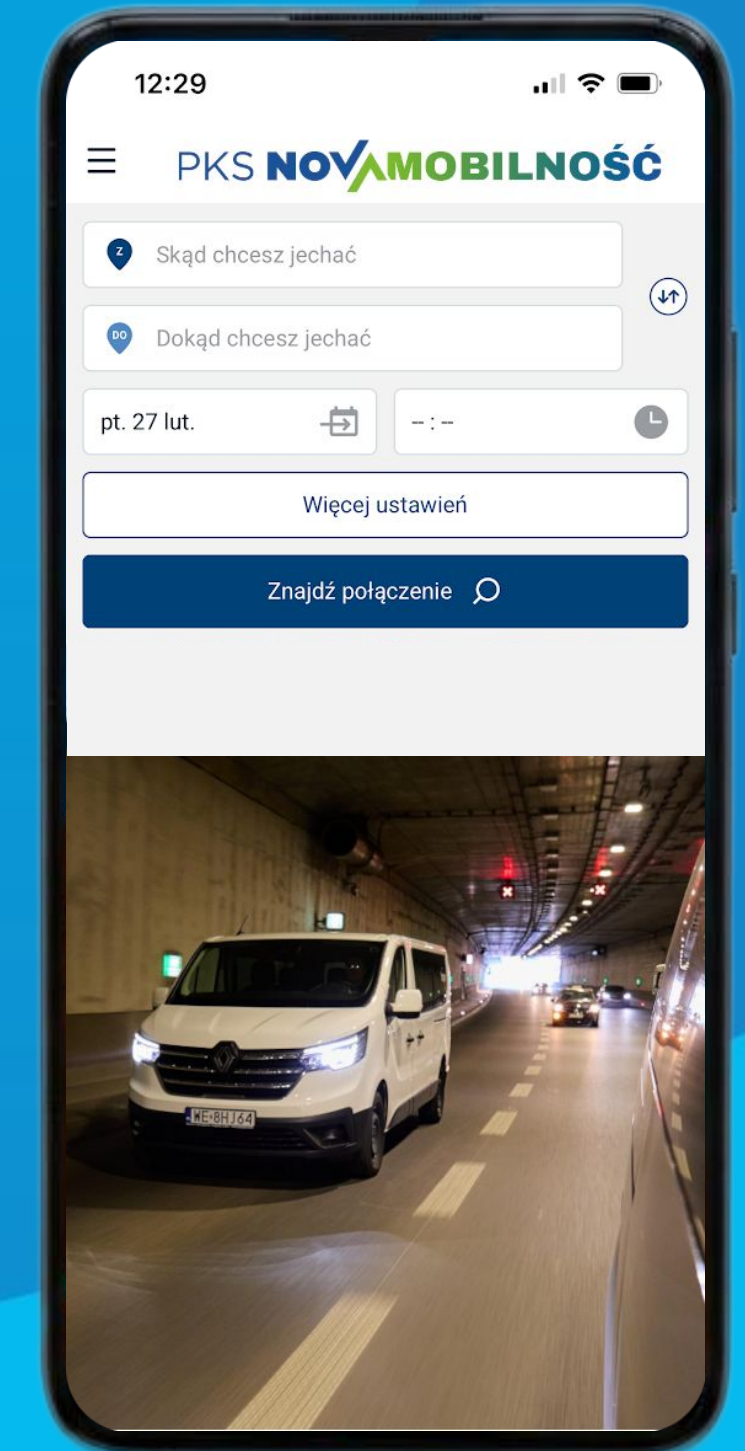 12:29
PKS NOVAMOBILNOŚĆ
Z
Skąd chcesz jechać
DO
Dokąd chcesz jechać
pt. 27 lut.
-- : --
Więcej ustawień
Znajdź połączenie
WE 8HJ64